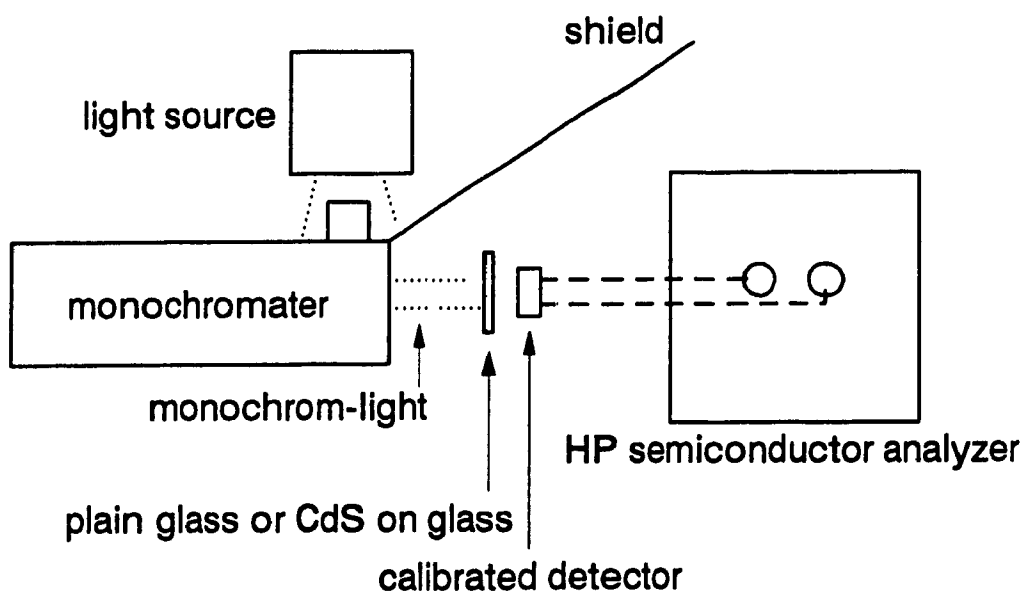 shield
light source
monochromater
monochrom-light
HP semiconductor analyzer
plain glass or CdS on glass
calibrated detector